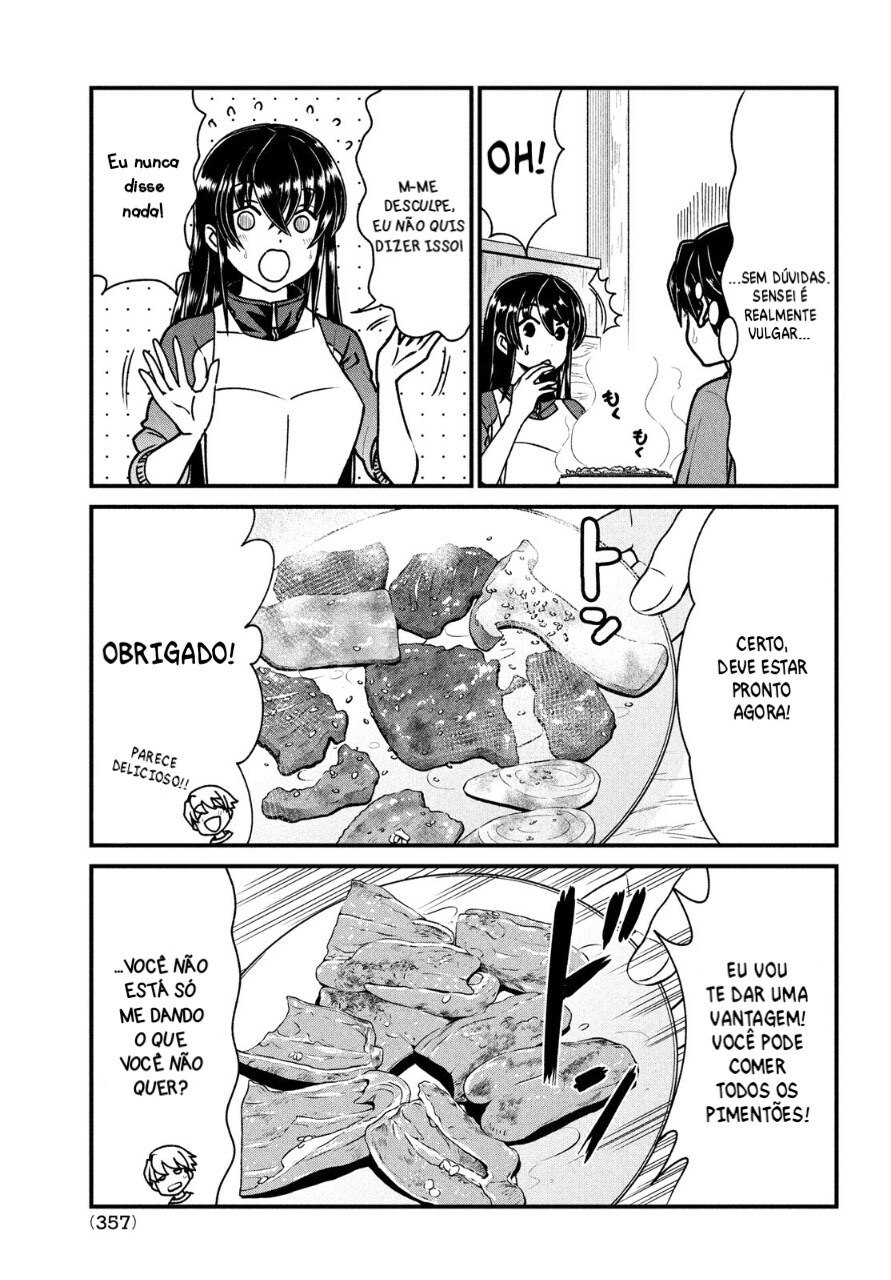 ...SEM DÚVIDAS.
SENSEI É
REALMENTE
VULGAR...
OH!
もく
もく
M-ME
DESCULPE,
EU NÃO QUIS
DIZER ISSO!
Eu nunca
disse
nada!
CERTO,
DEVE ESTAR
PRONTO
AGORA!
トン
OBRIGADO!
PARECE
DELICIOSO!!
EU VOU
TE DAR UMA
VANTAGEM!
VOCÊ PODE
COMER
TODOS OS
PIMENTÕES!
...VOCÊ NÃO
ESTÁ SÓ
ME DANDO
O QUE
VOCÊ NÃO
QUER?
(357)